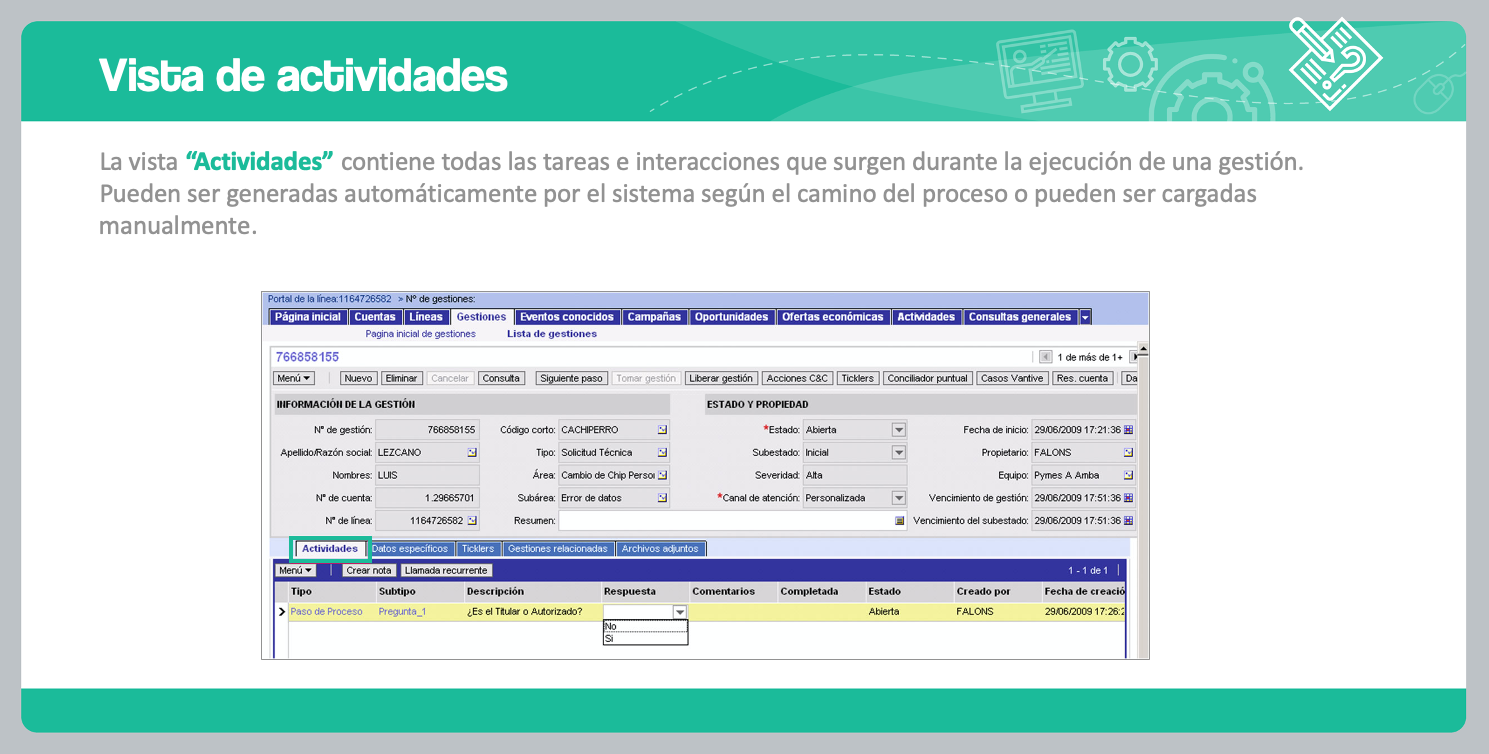 Vista de actividades
La vista “Actividades” contiene todas las tareas e interacciones que surgen durante la ejecución de una gestión.
Pueden ser generadas automáticamente por el sistema según el camino del proceso o pueden ser cargadas
manualmente.
Portal de la línea:1164726582 > Nº de gestiones:
Página inicial Cuentas Líneas Gestiones Eventos conocidos Campañas Oportunidades Ofertas económicas Actividades Consultas generales
Pagina inicial de gestiones Lista de gestiones
766858155 1 de más de 1+
Menú Nuevo Eliminar Cancelar Consulta Siguiente paso Tomar gestión Liberar gestión Acciones C&C Ticklers Conciliador puntual Casos Vantive Res. cuenta Da
INFORMACIÓN DE LA GESTIÓN ESTADO Y PROPIEDAD
Nº de gestión: 766858155 Código corto: CACHIPERRO *Estado: Abierta Fecha de inicio: 29/06/2009 17:21:36
Apellido/Razón social: LEZCANO Tipo: Solicitud Técnica Subestado: Inicial Propietario: FALONS
Nombres: LUIS Área: Cambio de Chip Persor Severidad: Alta Equipo: Pymes A Amba
Nº de cuenta: 1.29665701 Subárea: Error de datos *Canal de atención: Personalizada Vencimiento de gestión: 29/06/2009 17:51:36
Nº de línea: 1164726582 Resumen: Vencimiento del subestado: 29/06/2009 17:51:36
Actividades Datos específicos Ticklers Gestiones relacionadas Archivos adjuntos
Menú Crear nota Llamada recurrente 1 - 1 de 1
Tipo Subtipo Descripción Respuesta Comentarios Completada Estado Creado por Fecha de creació
Paso de Proceso Pregunta_1 ¿Es el Titular o Autorizado? Abierta FALONS 29/06/2009 17:26:2
No
Si